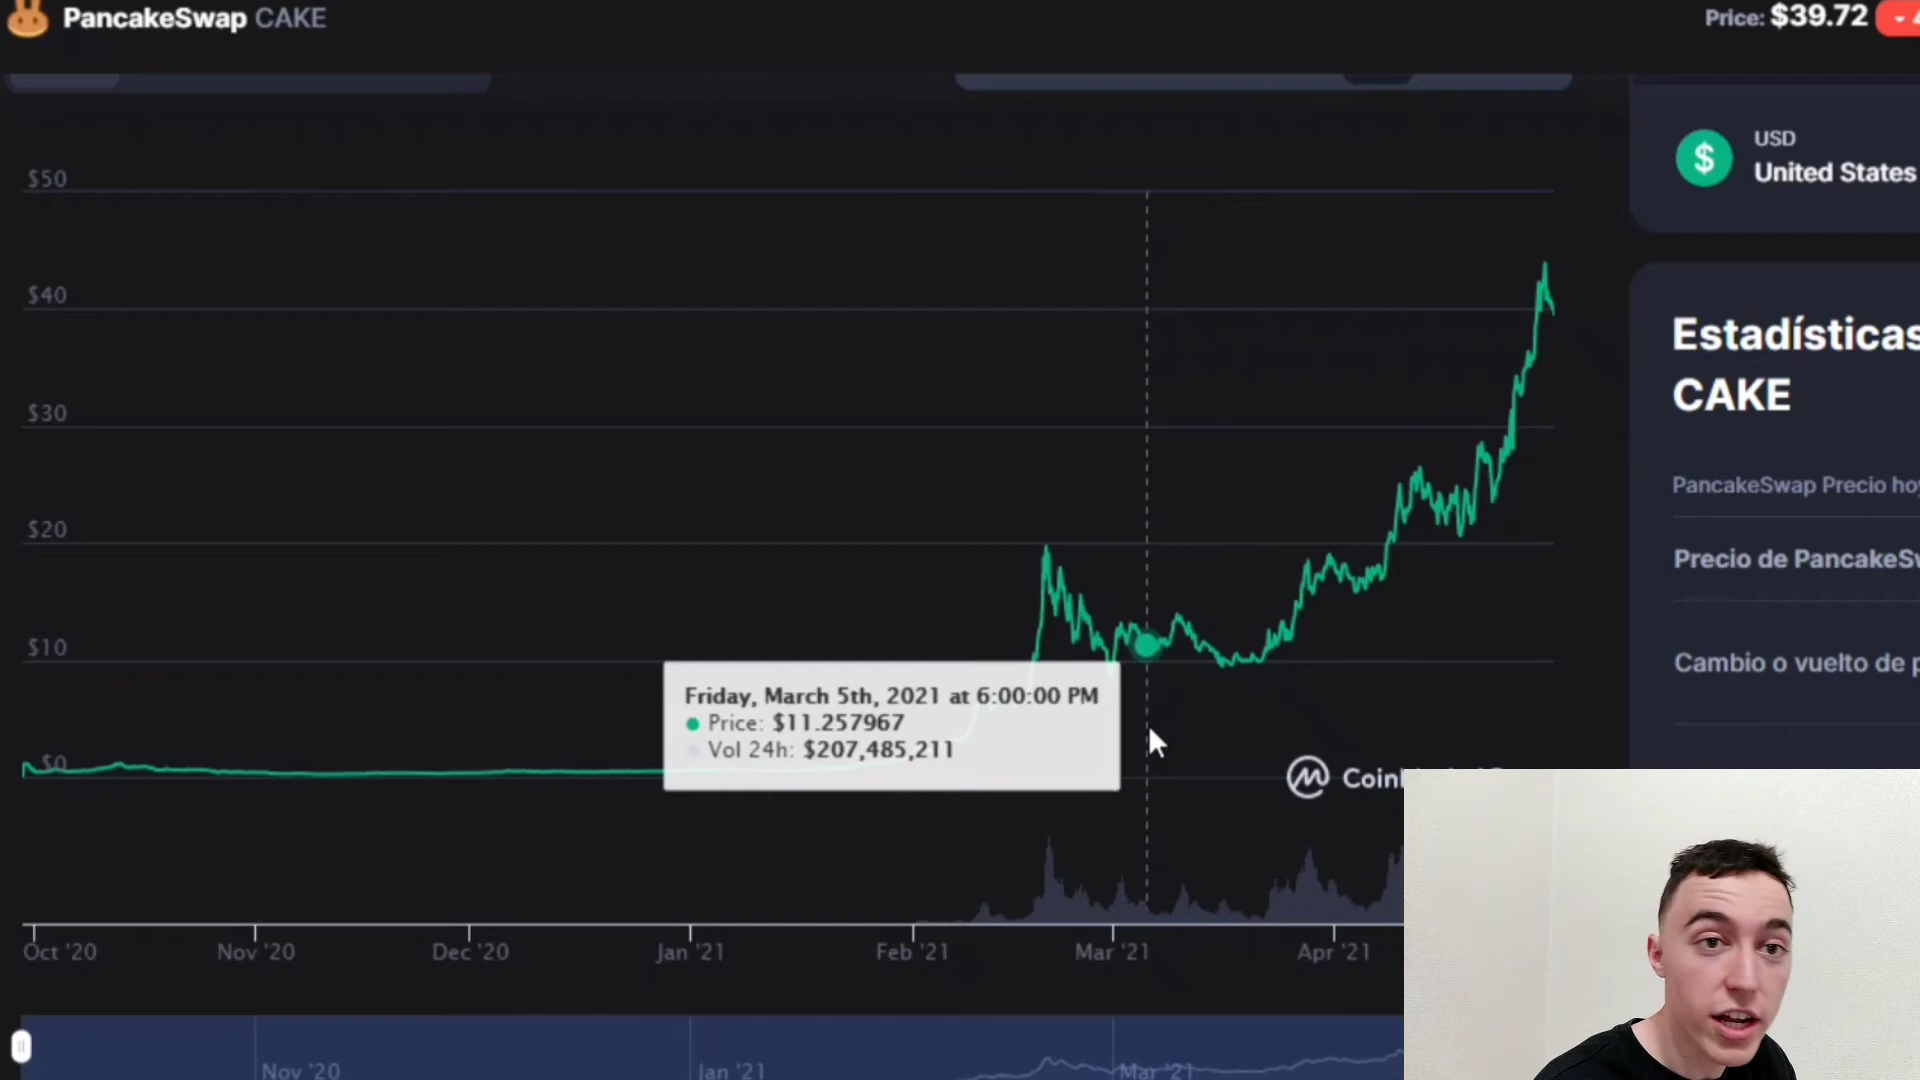 PancakeSwap CAKE
Price: $39.72
USD
United States
$50
$40
$30
$20
$10
$0
Estadísticas
CAKE
PancakeSwap Precio hoy
Precio de PancakeSw
Cambio o vuelto de p
Friday, March 5th, 2021 at 6:00:00 PM
Price: $11.257967
Vol 24h: $207,485,211
Coin
Oct '20 Nov '20 Dec '20 Jan '21 Feb '21 Mar '21 Apr '21
Nov '20 Jan '21 Mar '21